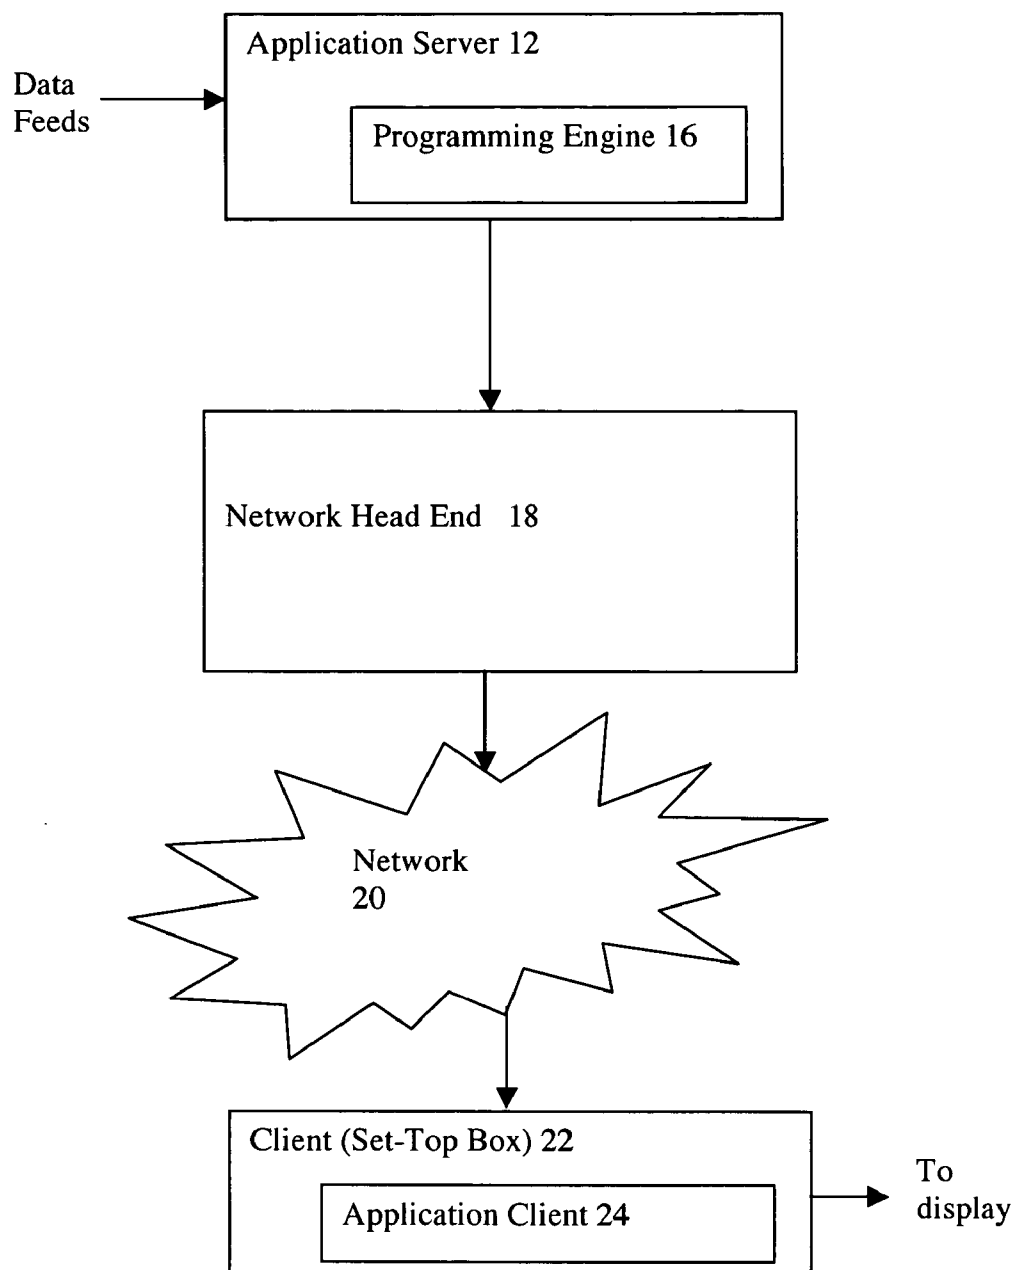 Application Server 12
Data
Feeds
Programming Engine 16
Network Head End 18
Network
20
Client (Set-Top Box) 22
To
display
Application Client 24